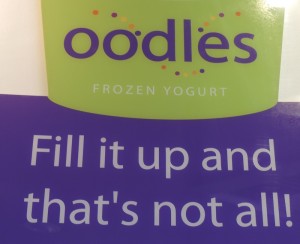 oodles
FROZEN YOGURT
Fill it up and
that's not all!